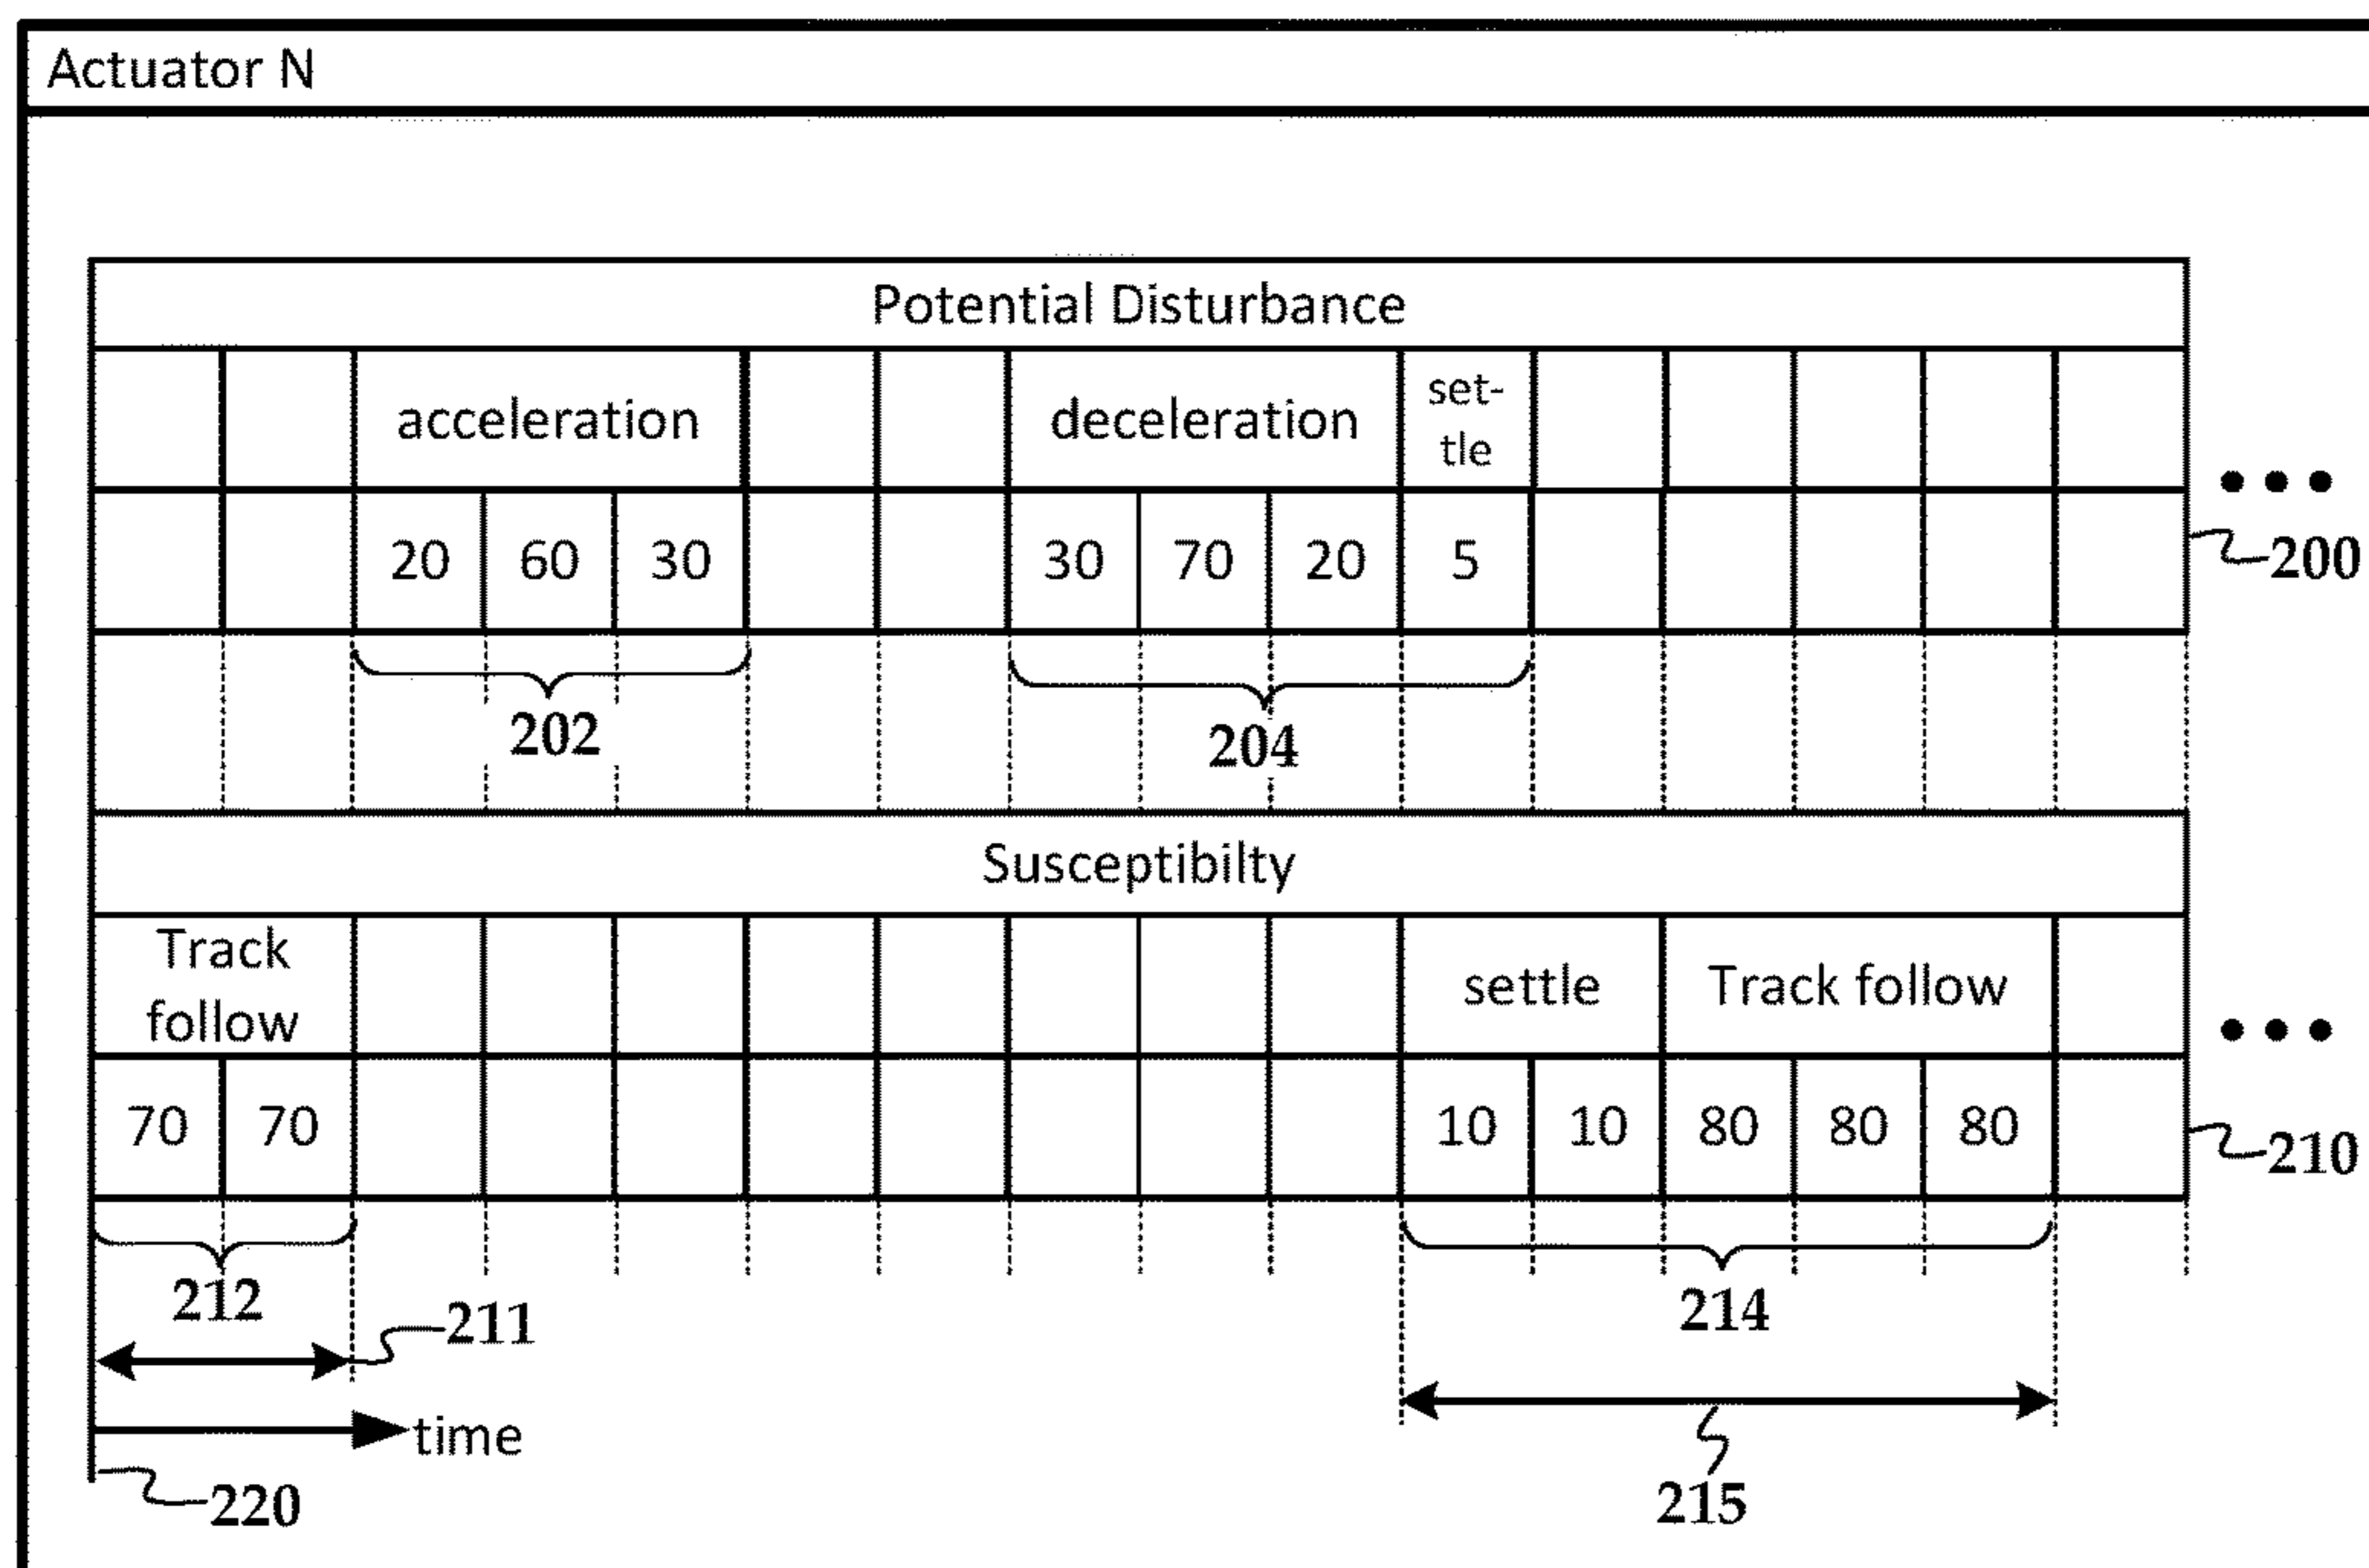 Actuator N
Potential Disturbance
acceleration
deceleration
set-
tle
20 60 30 30 70 20 5
200
202
204
Susceptibilty
Track
follow
settle
Track follow
70 70 10 10 80 80 80
210
212
211
214
time
215
220